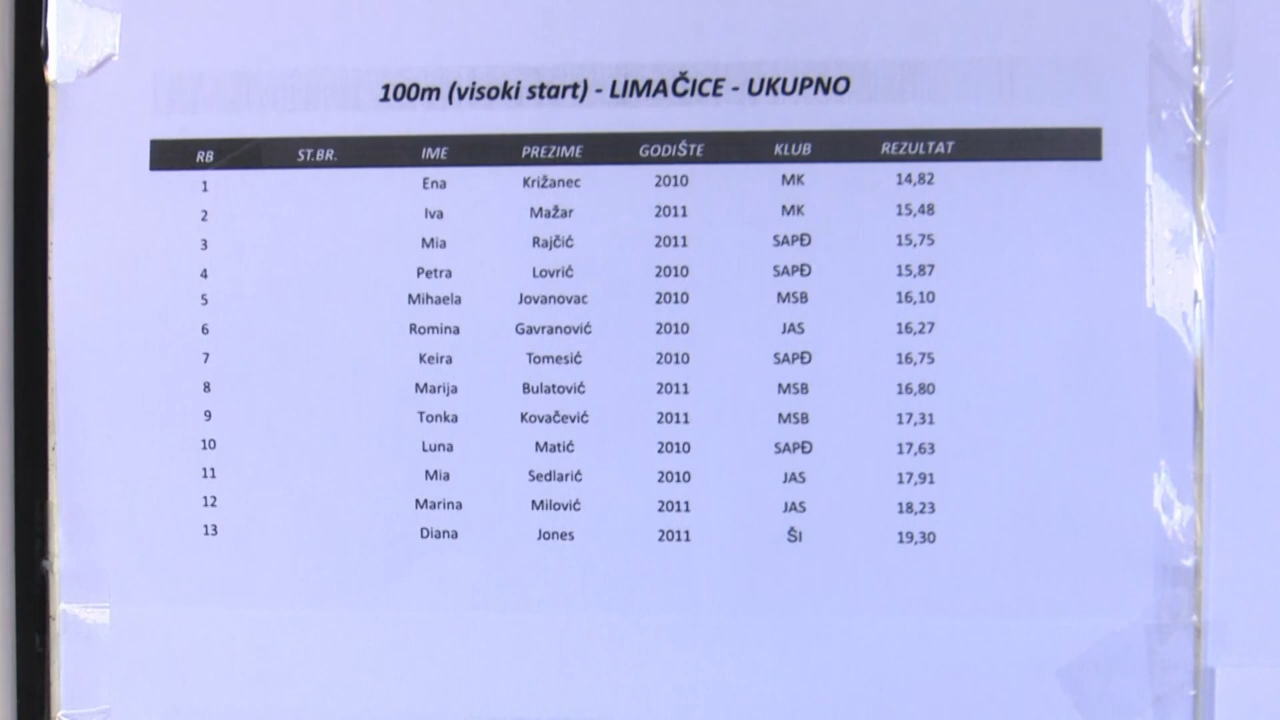 100m (visoki start) - LIMAČICE - UKUPNO
RB ST.BR. IME PREZIME GODIŠTE KLUB REZULTAT
1 Ena Križanec 2010 MK 14,82
2 Iva Mažar 2011 MK 15,48
3 Mia Rajčić 2011 SAPĐ 15,75
4 Petra Lovrić 2010 SAPĐ 15,87
5 Mihaela Jovanovac 2010 MSB 16,10
6 Romina Gavranović 2010 JAS 16,27
7 Keira Tomesić 2010 SAPĐ 16,75
8 Marija Bulatović 2011 MSB 16,80
9 Tonka Kovačević 2011 MSB 17,31
10 Luna Matić 2010 SAPĐ 17,63
11 Mia Sedlarić 2010 JAS 17,91
12 Marina Milović 2011 JAS 18,23
13 Diana Jones 2011 ŠI 19,30